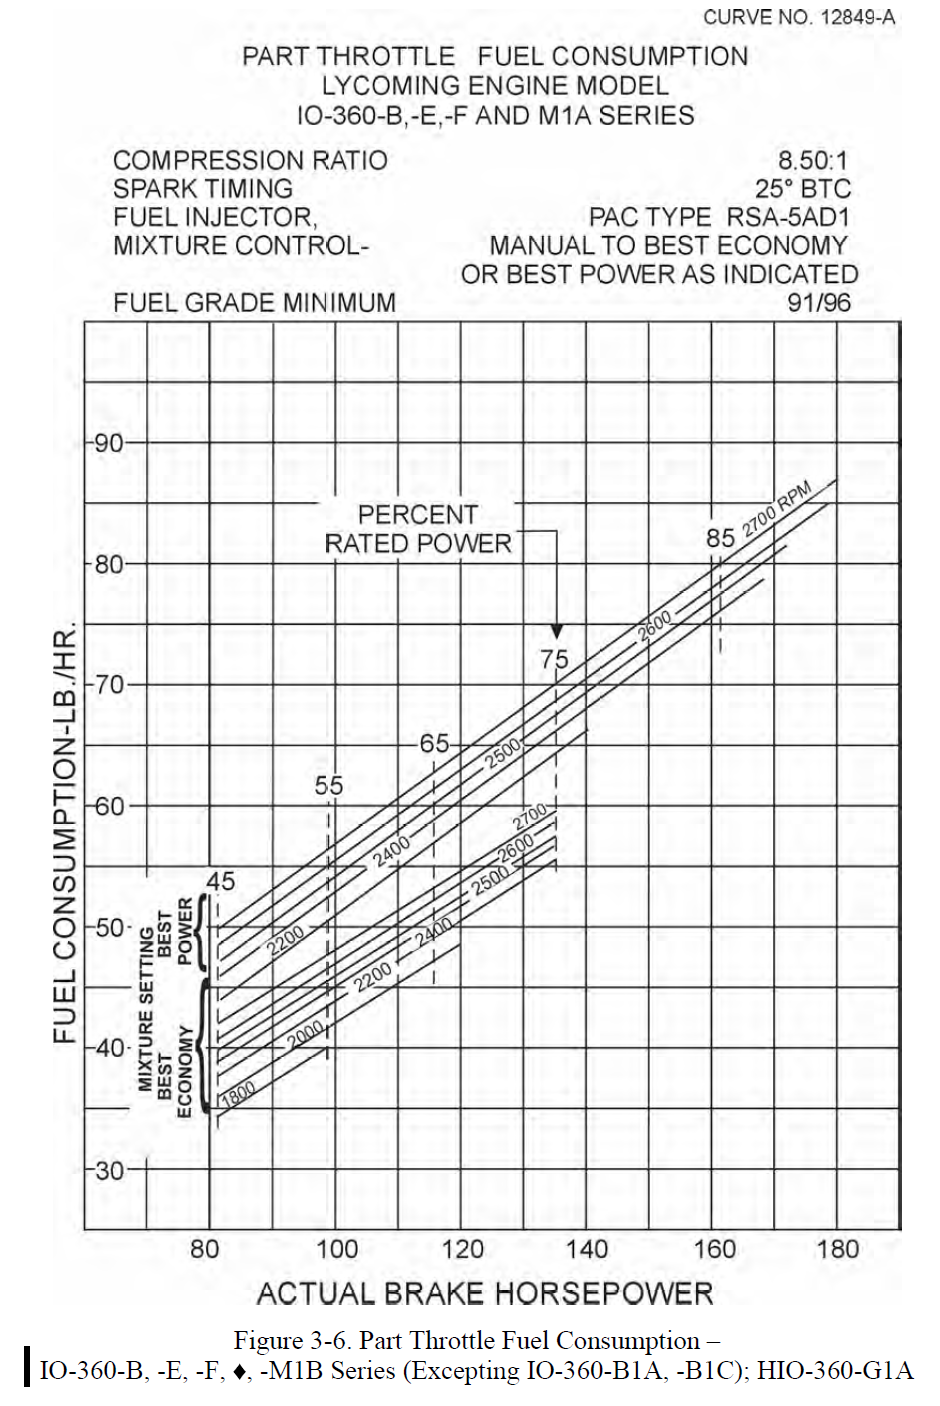 CURVE NO. 12849-A
PART THROTTLE FUEL CONSUMPTION
LYCOMING ENGINE MODEL
IO-360-B,-E,-F AND M1A SERIES
COMPRESSION RATIO 8.50:1
SPARK TIMING 25° BTC
FUEL INJECTOR, PAC TYPE RSA-5AD1
MIXTURE CONTROL- MANUAL TO BEST ECONOMY
OR BEST POWER AS INDICATED
FUEL GRADE MINIMUM 91/96
90
80
70
60
50
40
30
FUEL CONSUMPTION-LB./HR.
PERCENT
RATED POWER
85
75
65
55
45
2700 RPM
2600
2500
2400
2200
2700
2600
2500
2400
2200
2000
1800
MIXTURE SETTING
BEST
POWER
BEST
ECONOMY
80 100 120 140 160 180
ACTUAL BRAKE HORSEPOWER
Figure 3-6. Part Throttle Fuel Consumption –
IO-360-B, -E, -F, ♦, -M1B Series (Excepting IO-360-B1A, -B1C); HIO-360-G1A